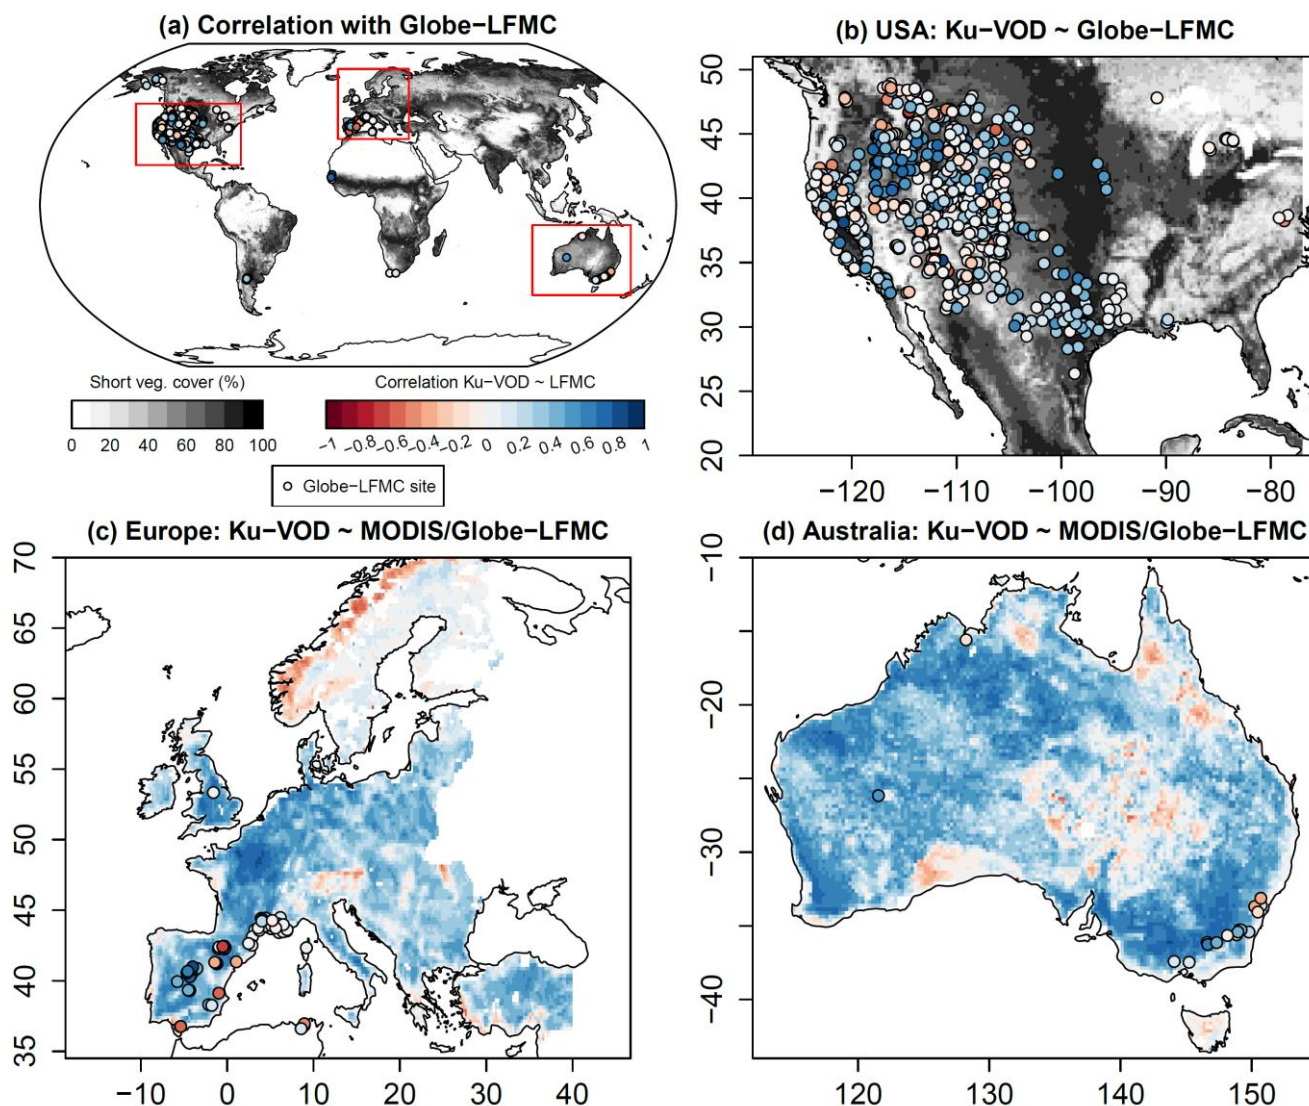 (a) Correlation with Globe−LFMC
Short veg. cover (%)
0 20 40 60 80 100
Correlation Ku−VOD ~ LFMC
−1 −0.8 −0.6 −0.4 −0.2 0 0.2 0.4 0.6 0.8 1
Globe−LFMC site
(b) USA: Ku−VOD ~ Globe−LFMC
50
45
40
35
30
25
20
−120 −110 −100 −90 −80
(c) Europe: Ku−VOD ~ MODIS/Globe−LFMC
70
65
60
55
50
45
40
35
−10 0 10 20 30 40
(d) Australia: Ku−VOD ~ MODIS/Globe−LFMC
−10
−20
−30
−40
120 130 140 150